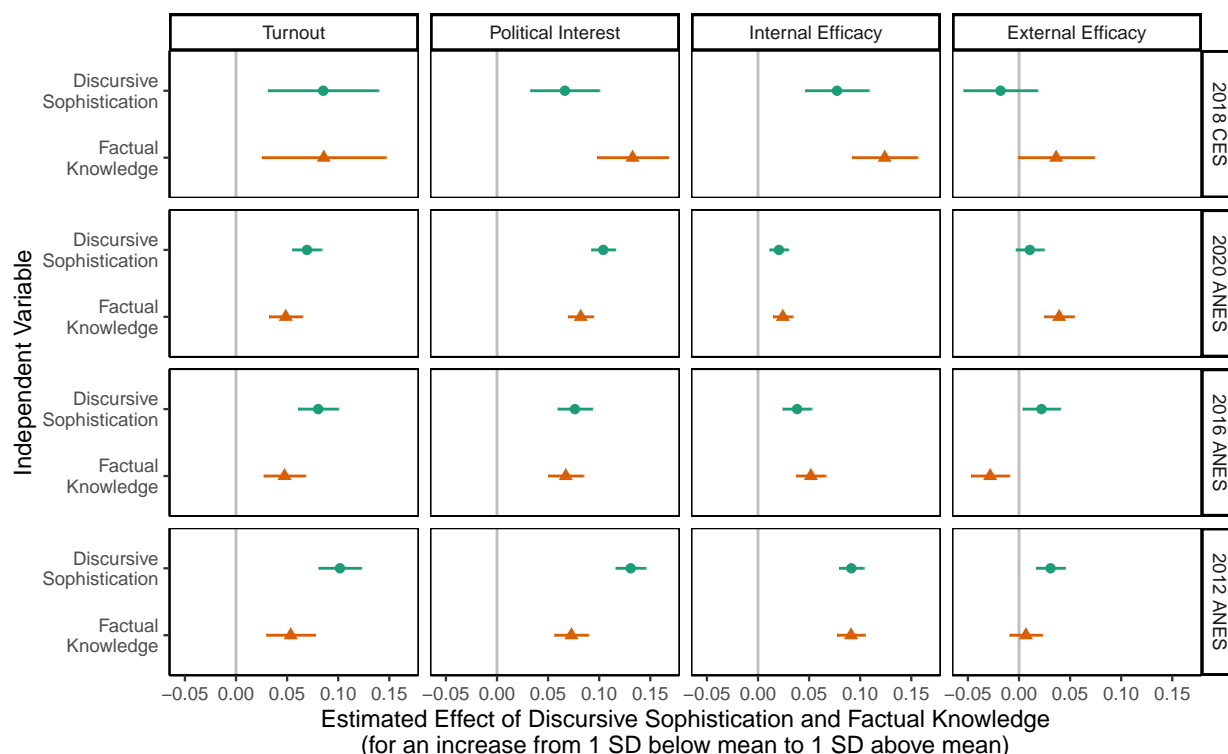 Turnout
Political Interest
Internal Efficacy
External Efficacy
Independent Variable
Discursive
Sophistication
Factual
Knowledge
2018 CES
Discursive
Sophistication
Factual
Knowledge
2020 ANES
Discursive
Sophistication
Factual
Knowledge
2016 ANES
Discursive
Sophistication
Factual
Knowledge
2012 ANES
−0.05 0.00 0.05 0.10 0.15
−0.05 0.00 0.05 0.10 0.15
−0.05 0.00 0.05 0.10 0.15
−0.05 0.00 0.05 0.10 0.15
Estimated Effect of Discursive Sophistication and Factual Knowledge
(for an increase from 1 SD below mean to 1 SD above mean)